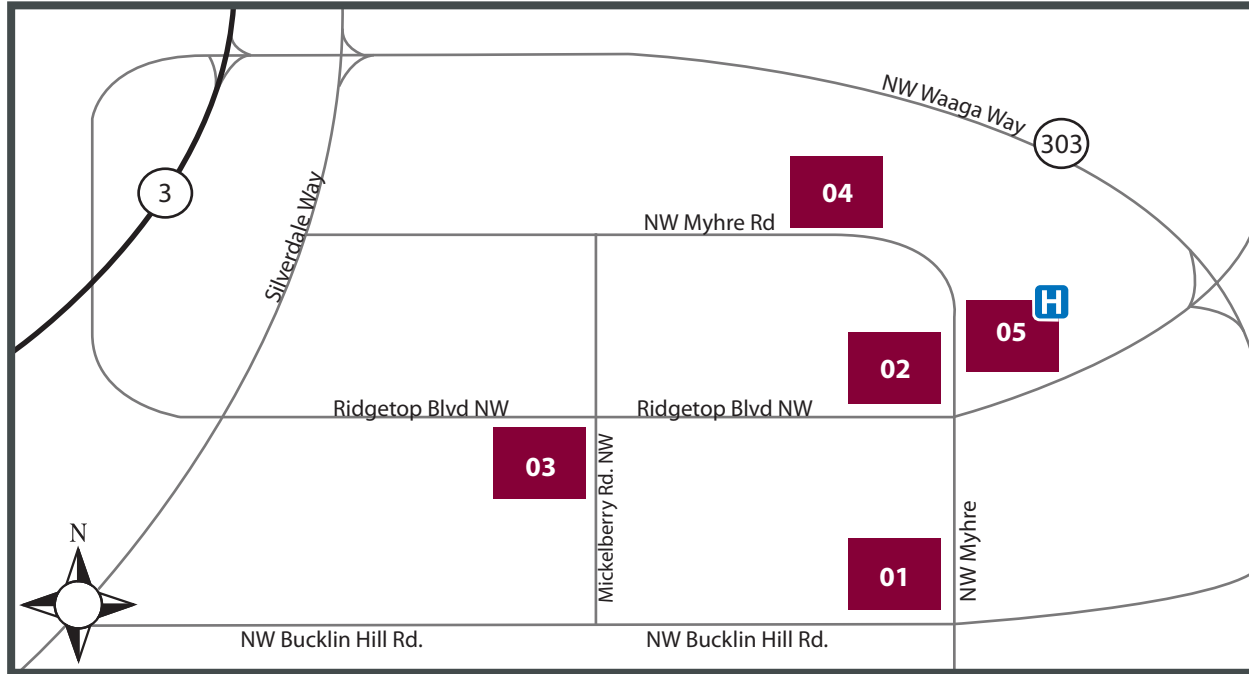 NW Waaga Way
303
3
04
Silverdale Way
NW Myhre Rd
H
05
02
Ridgetop Blvd NW
Ridgetop Blvd NW
03
Mickelberry Rd. NW
NW Myhre
N
01
NW Bucklin Hill Rd.
NW Bucklin Hill Rd.